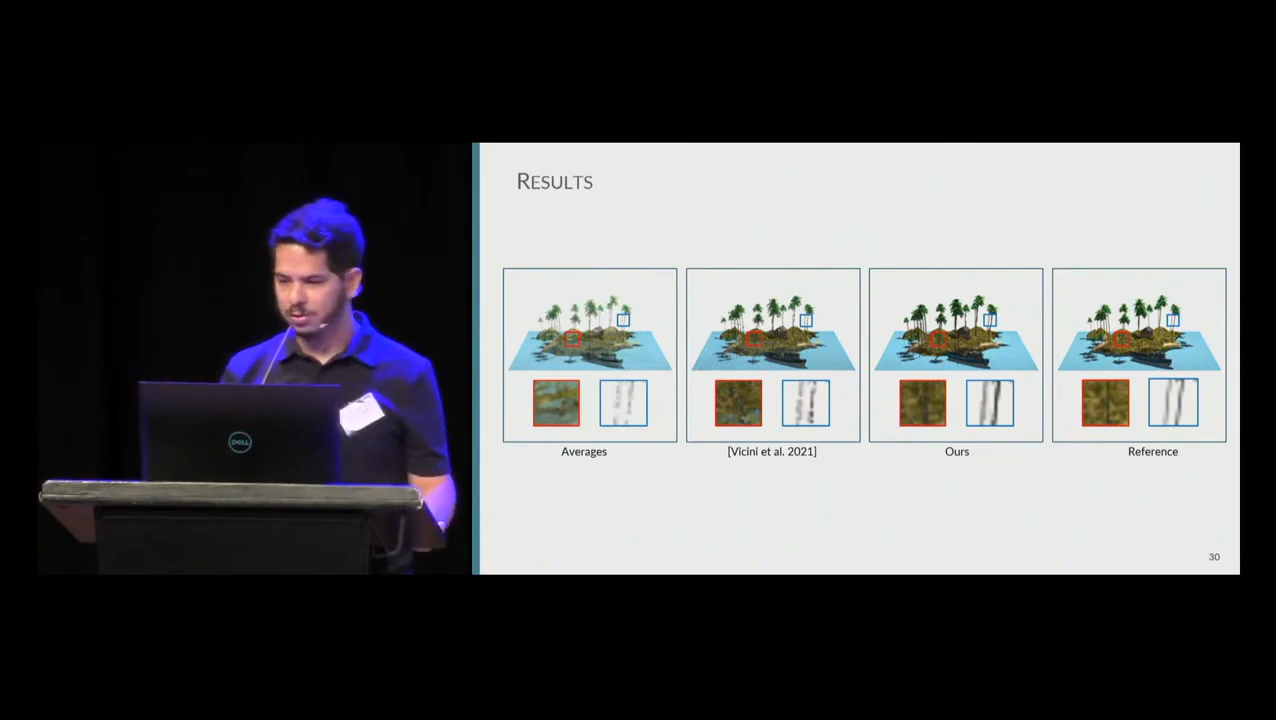 RESULTS
Averages
[Vicini et al. 2021]
Ours
Reference
DELL
30